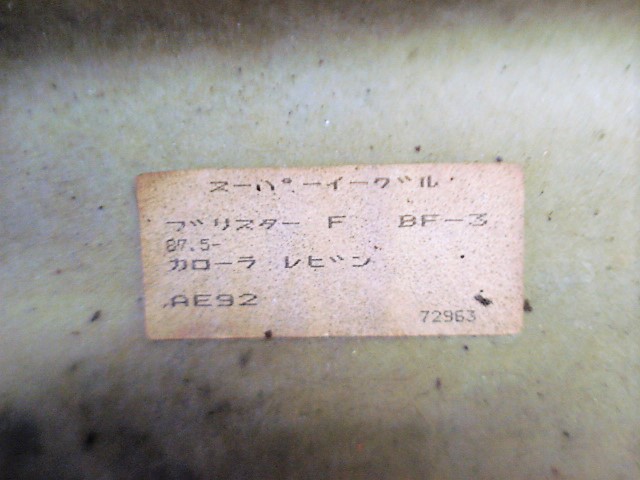 スーパーイーグル
ブリスター F BF-3
87.5-
カローラ レビン
AE92
72963